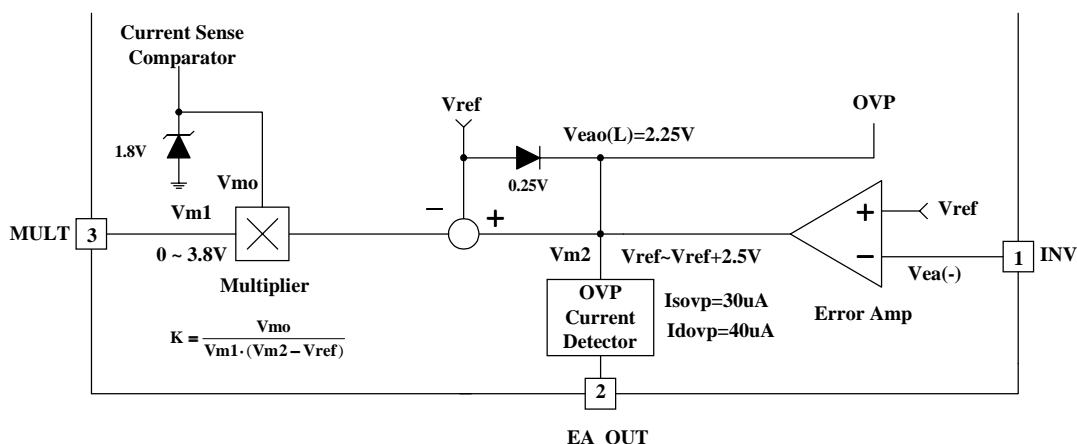 Current Sense
Comparator
1.8V
Vmo
Vm1
MULT
3
0 ~ 3.8V
Multiplier
K = Vmo / Vm1·(Vm2 − Vref)
Vref
Veao(L)=2.25V
OVP
0.25V
−
+
Vm2
Vref~Vref+2.5V
+
−
Vref
Vea(-)
1
INV
Error Amp
OVP
Current
Detector
Isovp=30uA
Idovp=40uA
2
EA_OUT